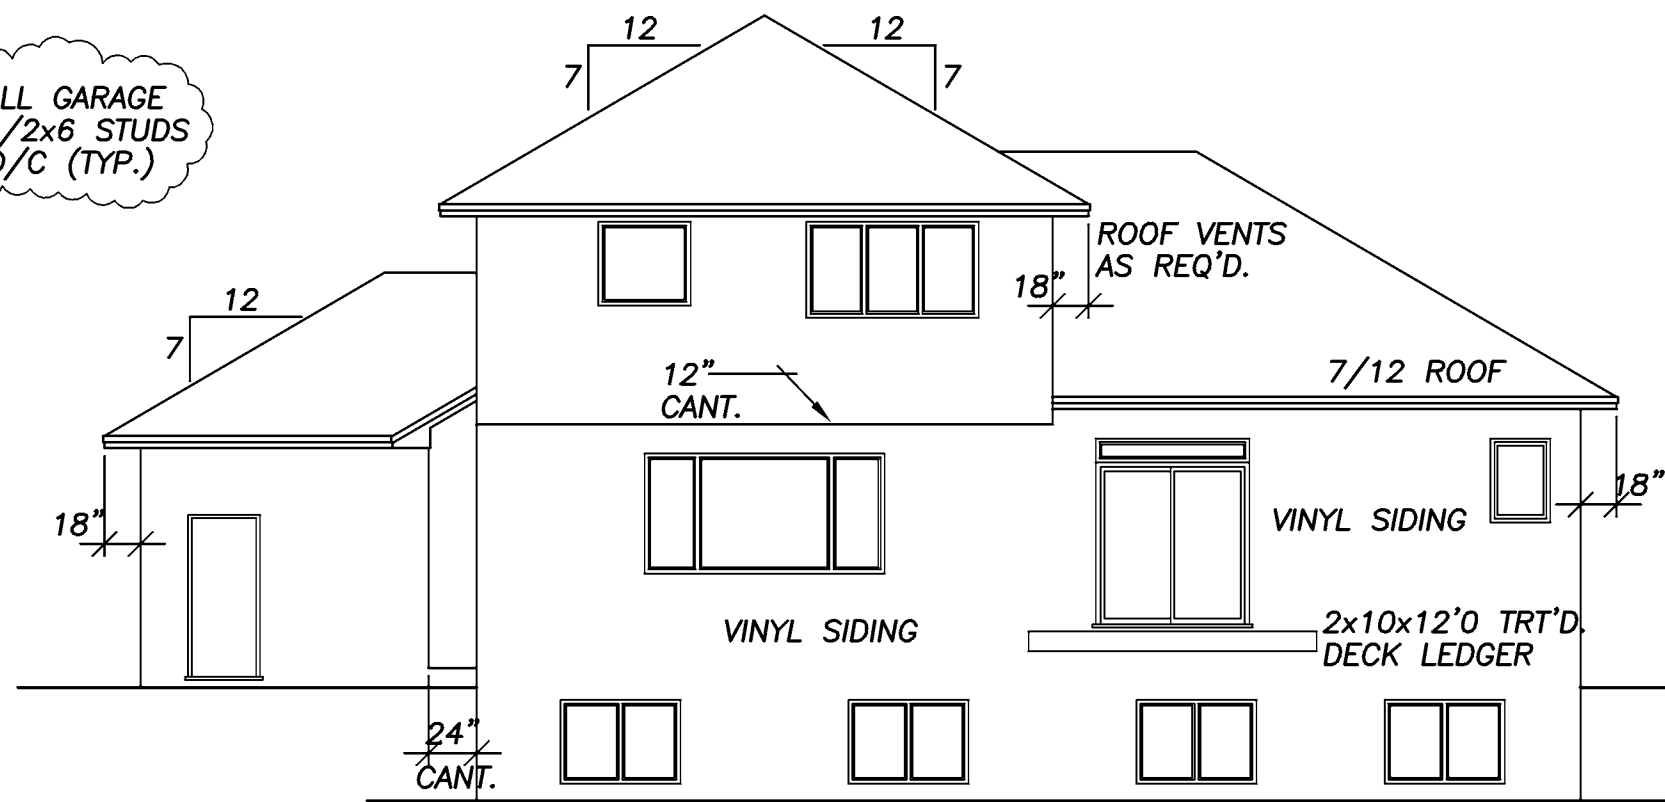 12
12
7
7
LL GARAGE
/2x6 STUDS
/C (TYP.)
ROOF VENTS
AS REQ'D.
18"
12
7
12"
CANT.
7/12 ROOF
18"
18"
VINYL SIDING
VINYL SIDING
2x10x12'0 TRT'D.
DECK LEDGER
24"
CANT.